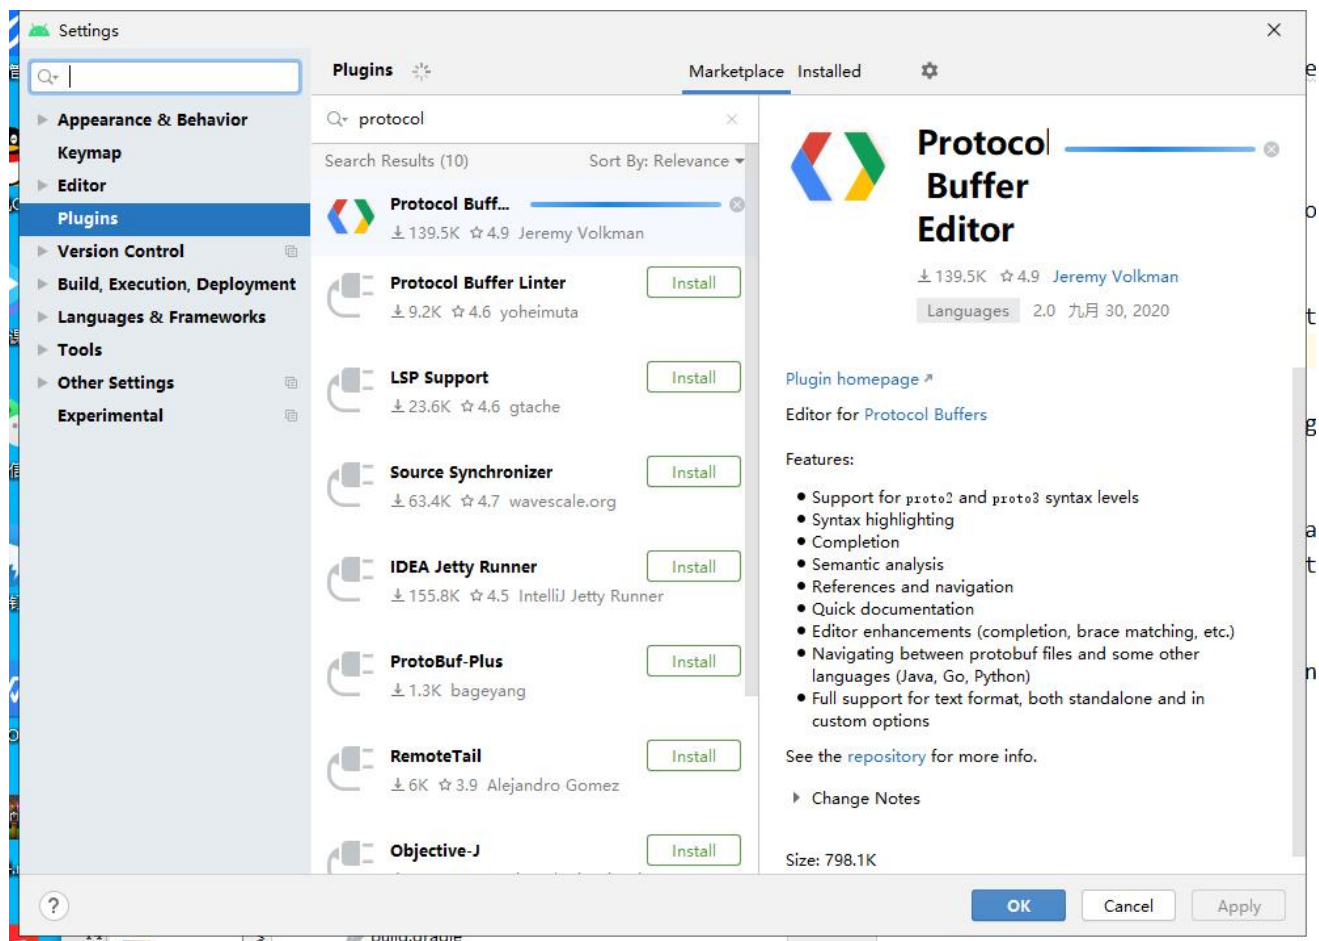 Settings
Plugins
Marketplace Installed
Appearance & Behavior
Keymap
Editor
Plugins
Version Control
Build, Execution, Deployment
Languages & Frameworks
Tools
Other Settings
Experimental
protocol
Search Results (10) Sort By: Relevance
Protocol Buff...
139.5K 4.9 Jeremy Volkman
Protocol Buffer Linter Install
9.2K 4.6 yoheimuta
LSP Support Install
23.6K 4.6 gtache
Source Synchronizer Install
63.4K 4.7 wavescale.org
IDEA Jetty Runner Install
155.8K 4.5 IntelliJ Jetty Runner
ProtoBuf-Plus Install
1.3K bageyang
RemoteTail Install
6K 3.9 Alejandro Gomez
Objective-J Install
Protocol
Buffer
Editor
139.5K 4.9 Jeremy Volkman
Languages 2.0 九月 30, 2020
Plugin homepage
Editor for Protocol Buffers
Features:
• Support for proto2 and proto3 syntax levels
• Syntax highlighting
• Completion
• Semantic analysis
• References and navigation
• Quick documentation
• Editor enhancements (completion, brace matching, etc.)
• Navigating between protobuf files and some other
languages (Java, Go, Python)
• Full support for text format, both standalone and in
custom options
See the repository for more info.
Change Notes
Size: 798.1K
? OK Cancel Apply
build.gradle